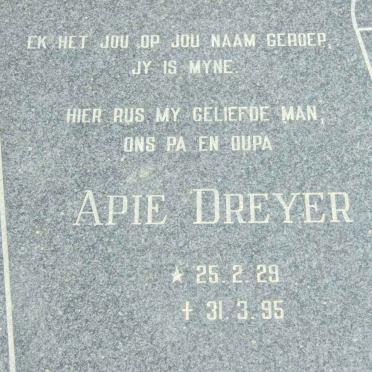 EK HET JOU OP JOU NAAM GEROEP,
JY IS MYNE.
HIER RUS MY GELIEFDE MAN,
ONS PA EN OUPA
APIE DREYER
★ 25.2.29
✝ 31.3.95